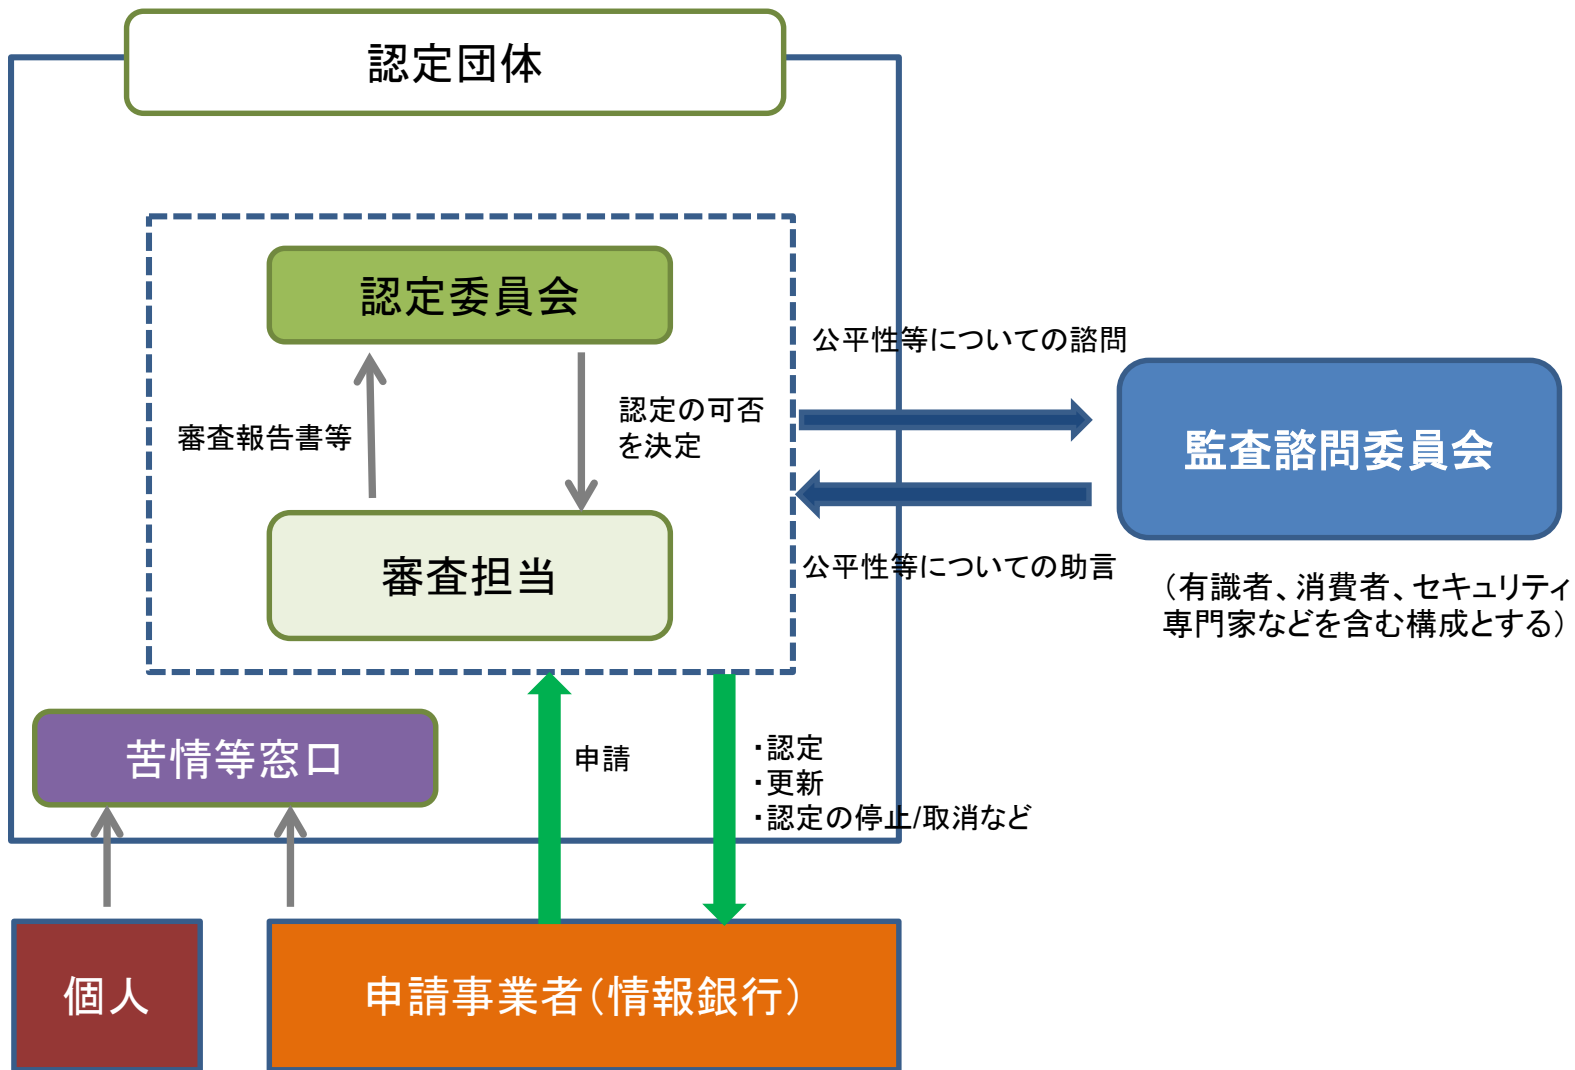 認定団体
認定委員会
公平性等についての諮問
審査報告書等
認定の可否
を決定
監査諮問委員会
審査担当
公平性等についての助言
（有識者、消費者、セキュリティ
専門家などを含む構成とする）
苦情等窓口
申請
・認定
・更新
・認定の停止/取消など
個人
申請事業者（情報銀行）